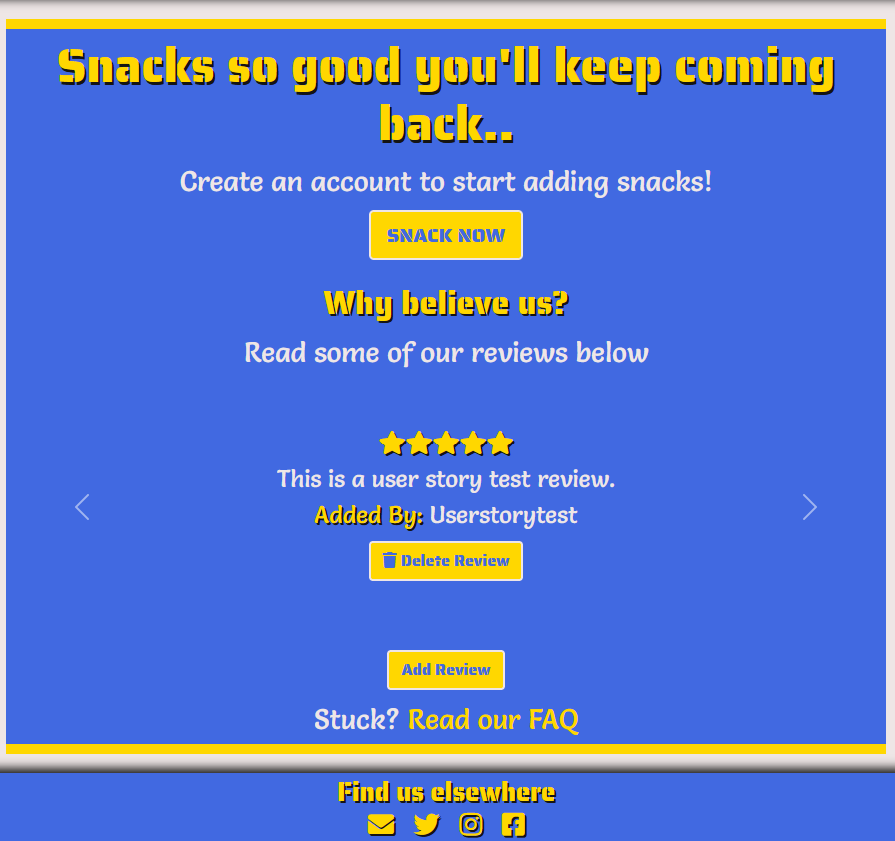 Snacks so good you'll keep coming
back..
Create an account to start adding snacks!
SNACK NOW
Why believe us?
Read some of our reviews below
This is a user story test review.
Added By: Userstorytest
Delete Review
Add Review
Stuck? Read our FAQ
Find us elsewhere